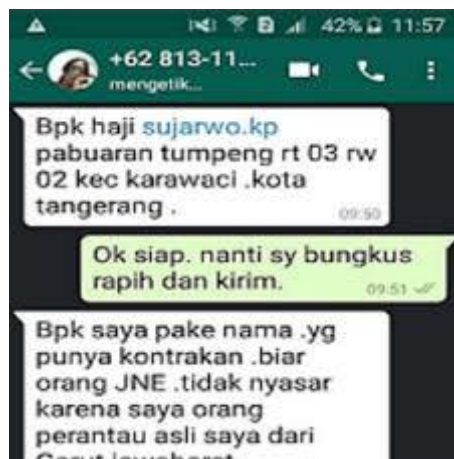 42% 11:57
+62 813-11...
mengetik...
Bpk haji sujarwo.kp
pabuaran tumpeng rt 03 rw
02 kec karawaci .kota
tangerang .
09:50
Ok siap. nanti sy bungkus
rapih dan kirim.
09:51
Bpk saya pake nama .yg
punya kontrakan .biar
orang JNE .tidak nyasar
karena saya orang
perantau asli saya dari